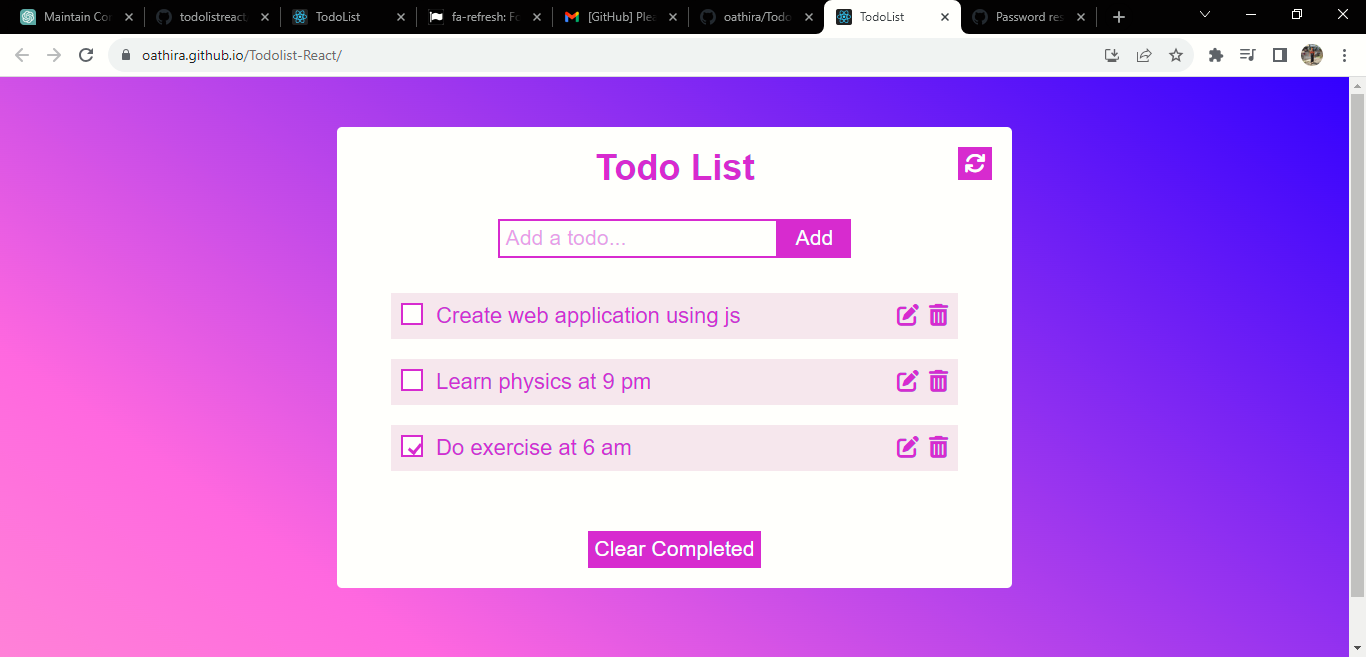 Maintain Co
todolistreact
TodoList
fa-refresh: Fo
[GitHub] Plea
oathira/Todo
TodoList
Password res
oathira.github.io/Todolist-React/
Todo List
Add a todo...
Add
Create web application using js
Learn physics at 9 pm
Do exercise at 6 am
Clear Completed